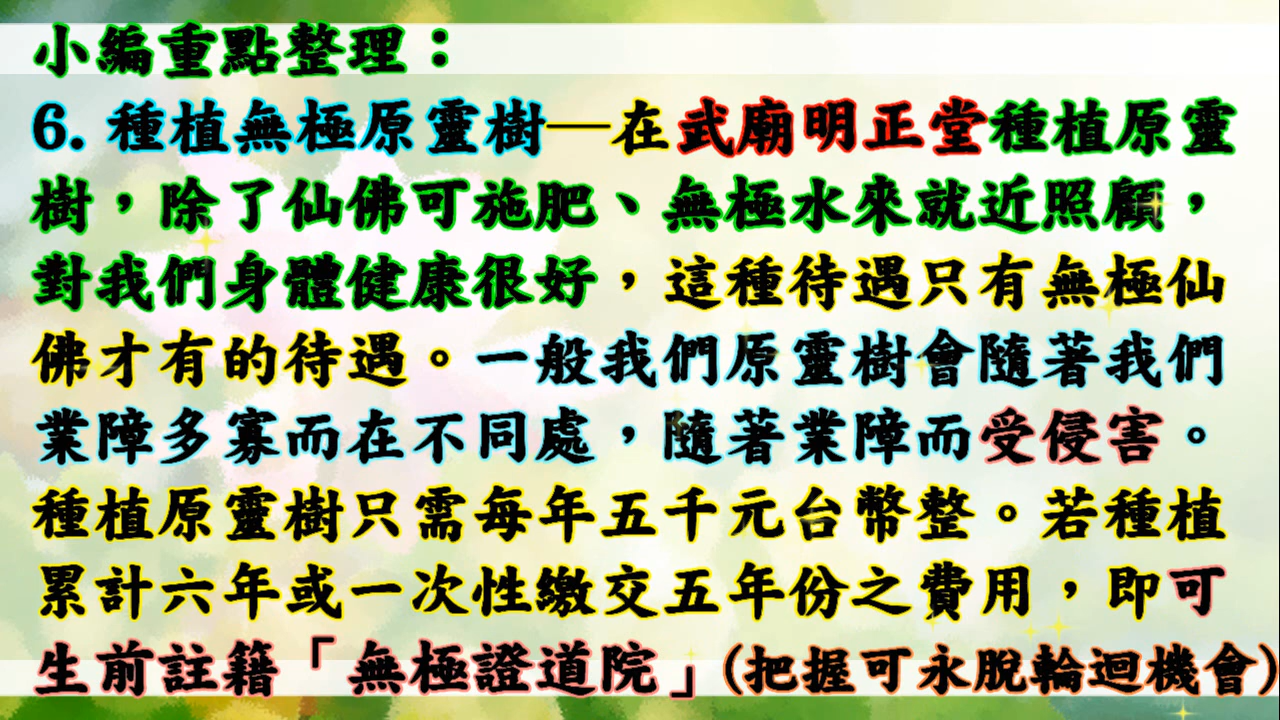 小編重點整理：
6. 種植無極原靈樹—在武廟明正堂種植原靈
樹，除了仙佛可施肥、無極水來就近照顧，
對我們身體健康很好，這種待遇只有無極仙
佛才有的待遇。一般我們原靈樹會隨著我們
業障多寡而在不同處，隨著業障而受侵害。
種植原靈樹只需每年五千元台幣整。若種植
累計六年或一次性繳交五年份之費用，即可
生前註籍「無極證道院」(把握可永脫輪迴機會)